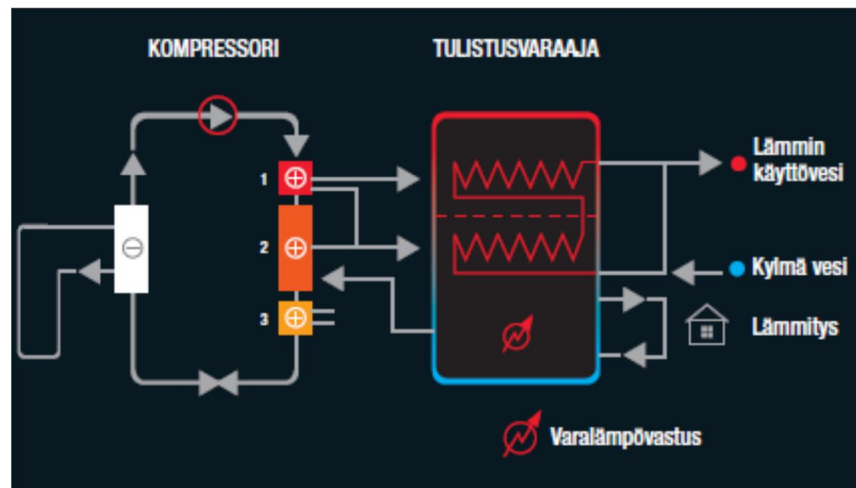 KOMPRESSORI
TULISTUSVARAAJA
1
2
3
Lämmin
käyttövesi
Kylmä vesi
Lämmitys
Varalämpövastus